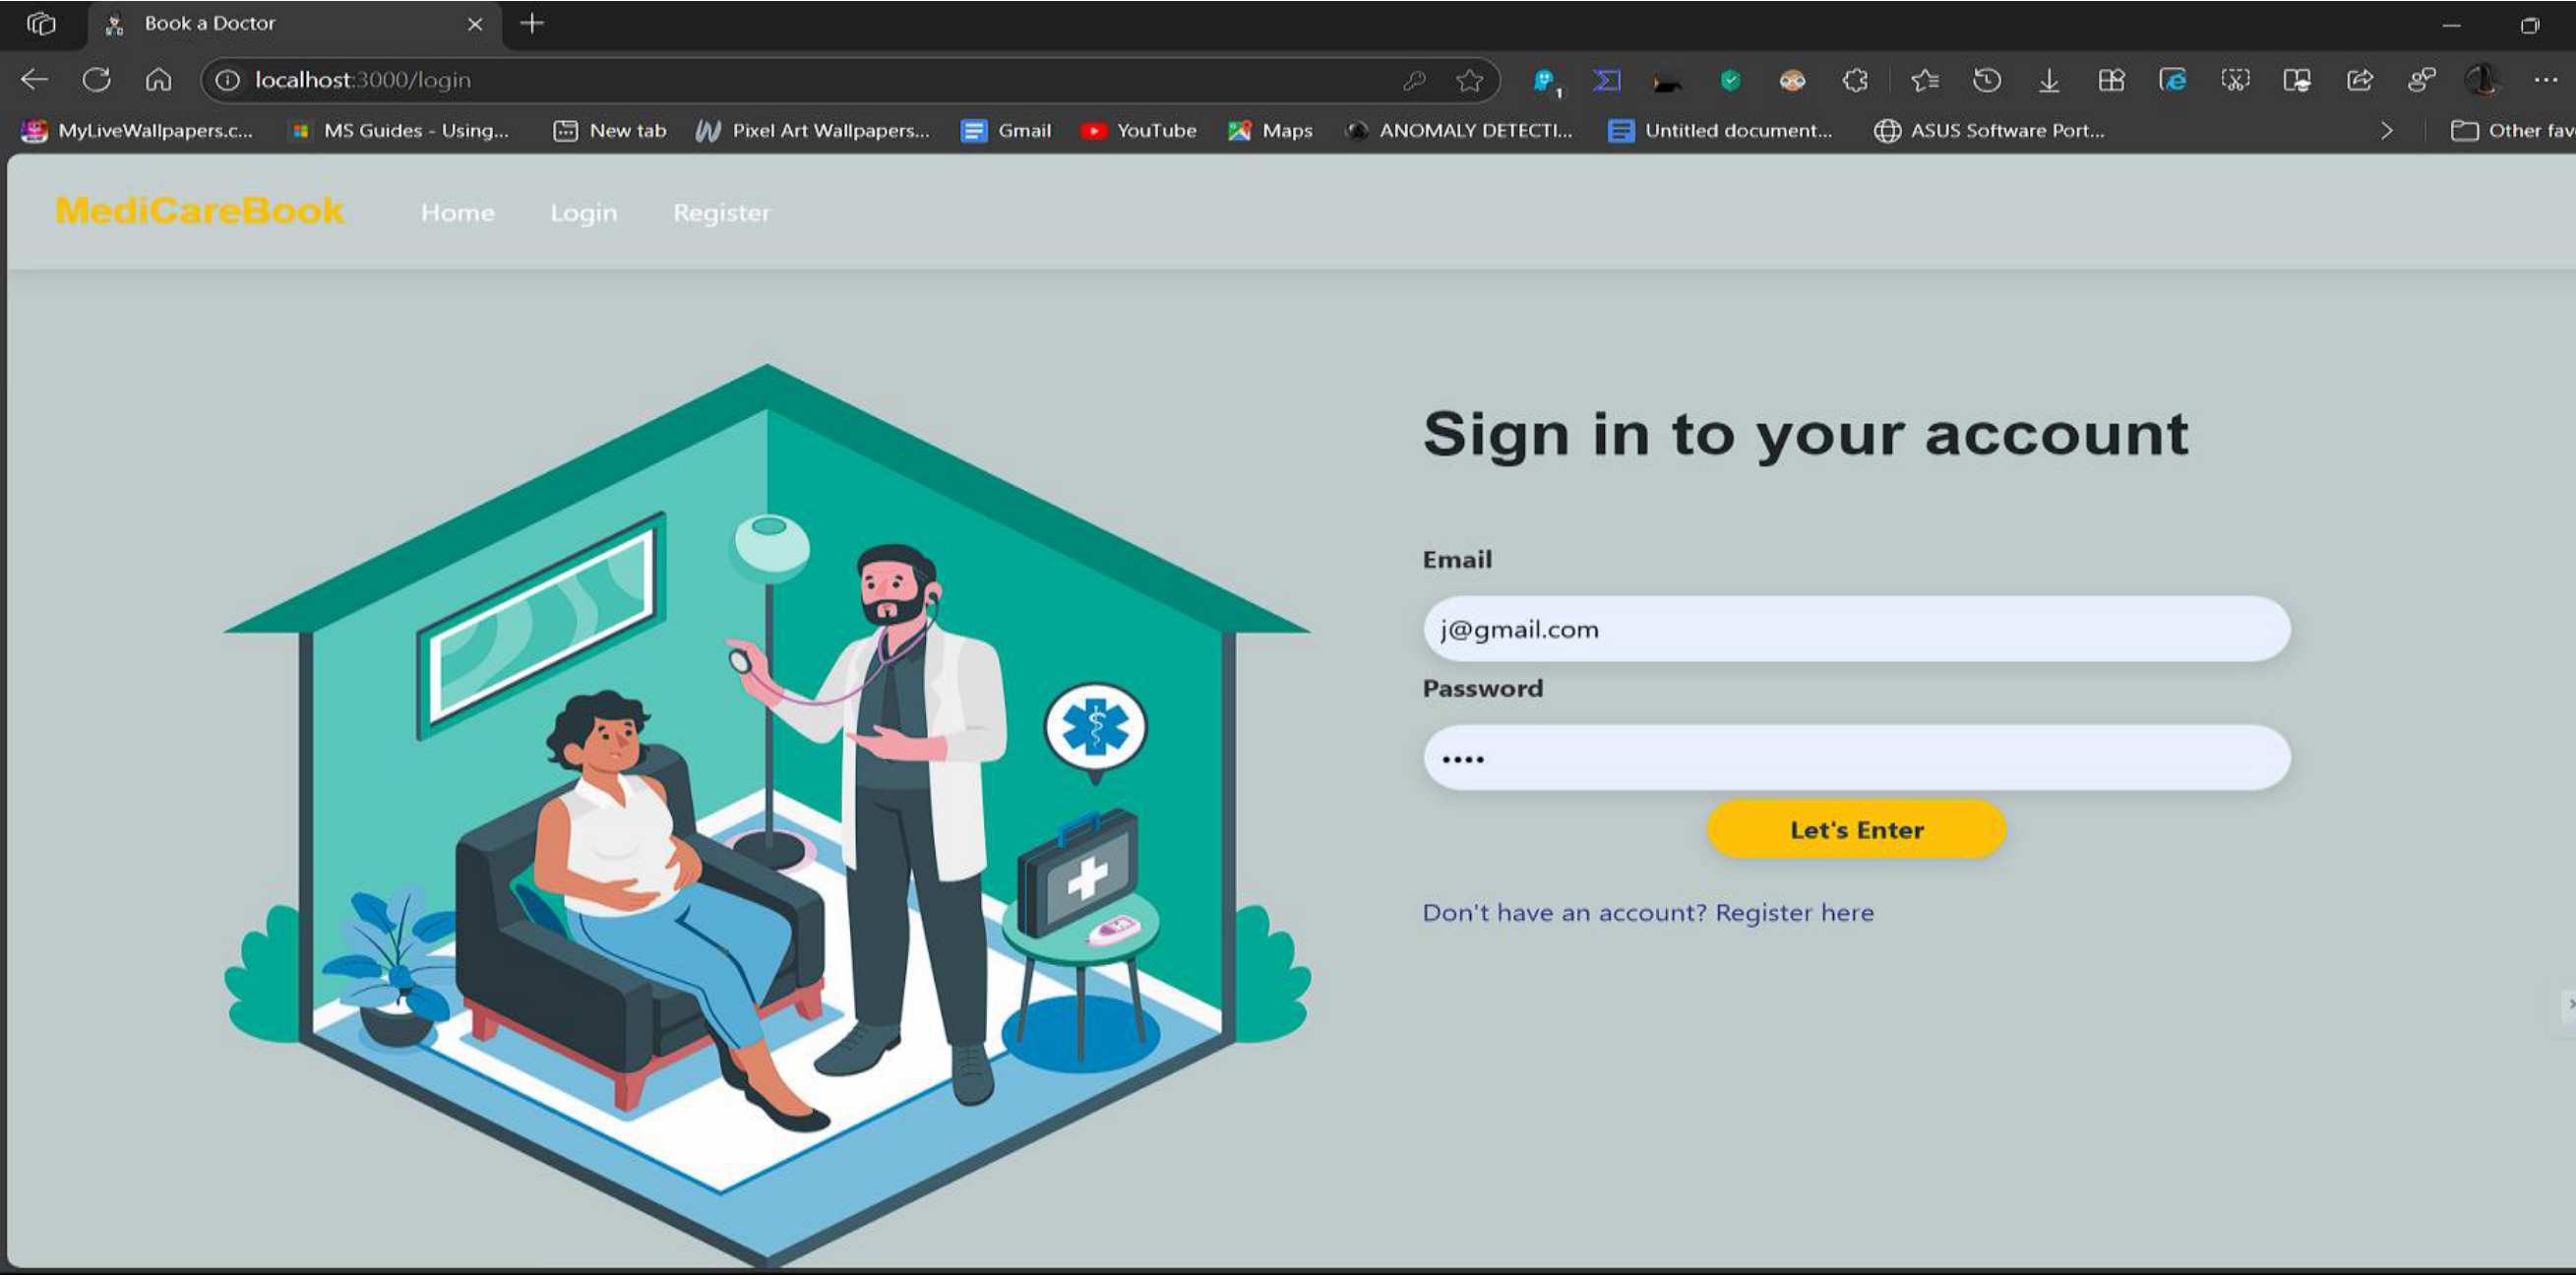 Book a Doctor
localhost:3000/login
1
MyLiveWallpapers.c... MS Guides - Using... New tab Pixel Art Wallpapers... Gmail YouTube Maps ANOMALY DETECTI... Untitled document... ASUS Software Port... Other fav
MediCareBook Home Login Register
Sign in to your account
Email
j@gmail.com
Password
••••
Let's Enter
Don't have an account? Register here